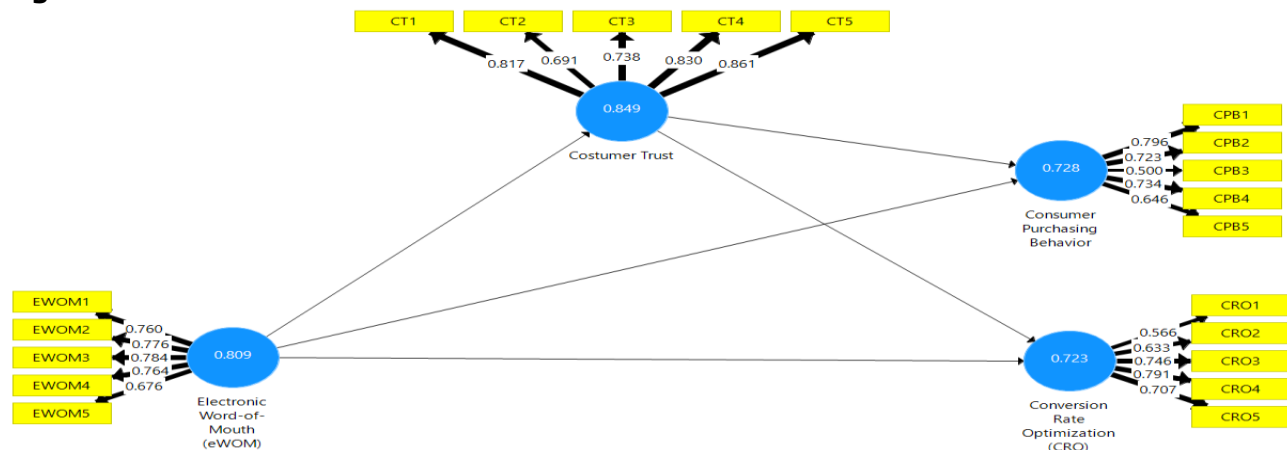 CT1 CT2 CT3 CT4 CT5
0.817 0.691 0.738 0.830 0.861
0.849
Costumer Trust
CPB1
CPB2
CPB3
CPB4
CPB5
0.796
0.723
0.500
0.734
0.646
0.728
Consumer
Purchasing
Behavior
EWOM1
EWOM2
EWOM3
EWOM4
EWOM5
0.760
0.776
0.784
0.764
0.676
0.809
Electronic
Word-of-
Mouth
(eWOM)
CRO1
CRO2
CRO3
CRO4
CRO5
0.566
0.633
0.746
0.791
0.707
0.723
Conversion
Rate
Optimization
(CRO)